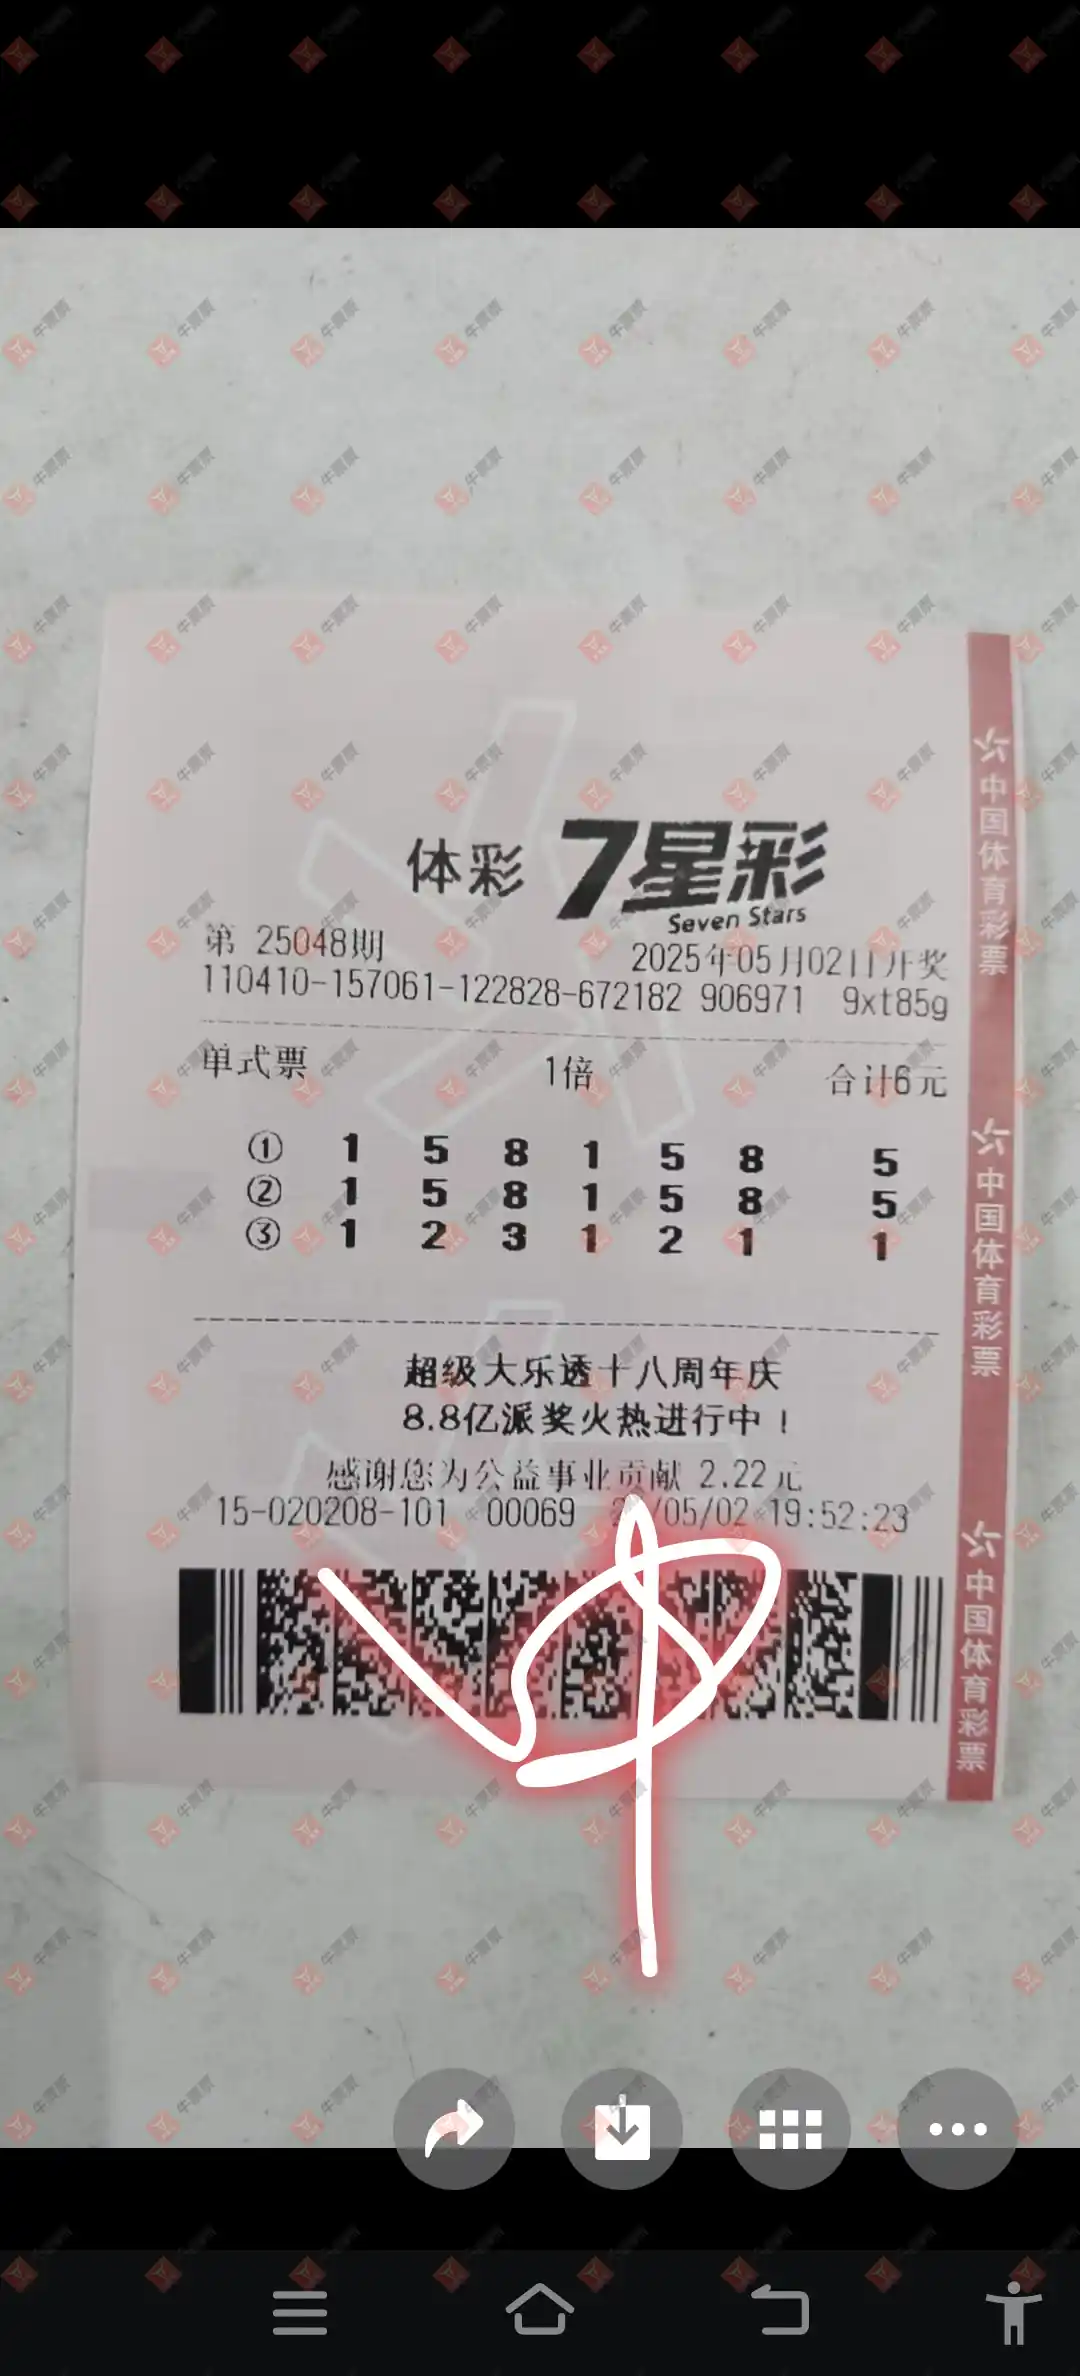 体彩 7星彩
Seven Stars
第 25048期
2025年05月02日开奖
110410-157061-122828-672182 906971 9xt85g
单式票 1倍 合计6元
① 1 5 8 1 5 8 5
② 1 5 8 1 5 8 5
③ 1 2 3 1 2 1 1
超级大乐透十八周年庆
8.8亿派奖火热进行中！
感谢您为公益事业贡献 2.22元
15-020208-101 00069 /05/02 19:52:23
中国体育彩票
中国体育彩票
中国体育彩票
牛票票